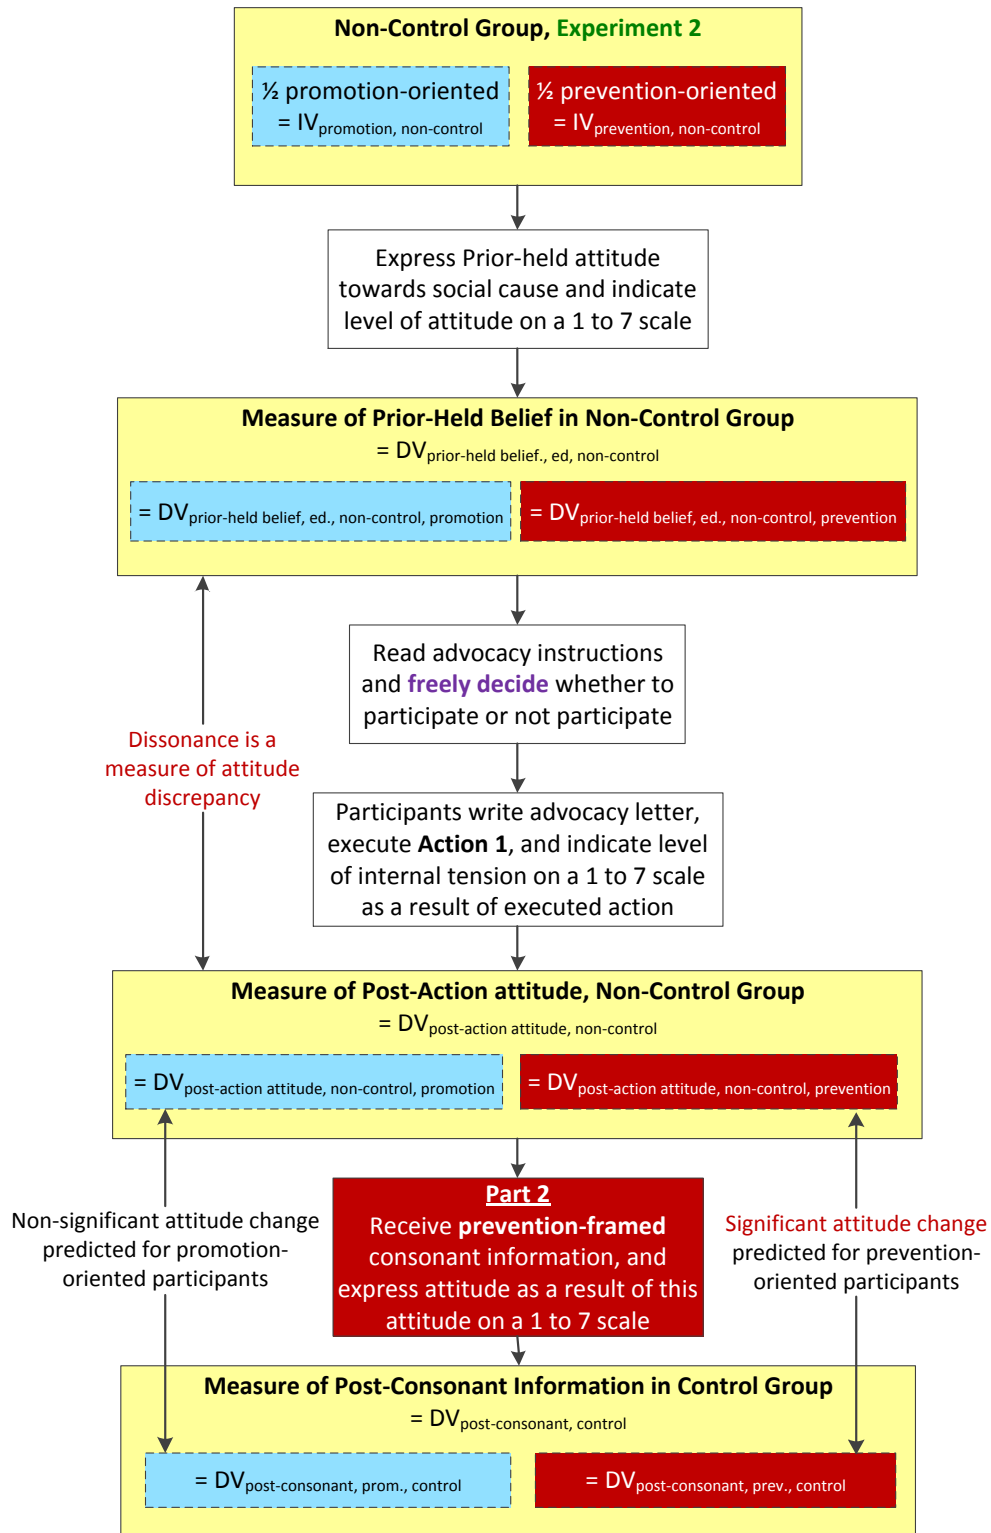 Non-Control Group, Experiment 2
½ promotion-oriented
= IVpromotion, non-control
½ prevention-oriented
= IVprevention, non-control
Express Prior-held attitude
towards social cause and indicate
level of attitude on a 1 to 7 scale
Measure of Prior-Held Belief in Non-Control Group
= DVprior-held belief., ed, non-control
= DVprior-held belief, ed., non-control, promotion
= DVprior-held belief, ed., non-control, prevention
Read advocacy instructions
and freely decide whether to
participate or not participate
Dissonance is a
measure of attitude
discrepancy
Participants write advocacy letter,
execute Action 1, and indicate level
of internal tension on a 1 to 7 scale
as a result of executed action
Measure of Post-Action attitude, Non-Control Group
= DVpost-action attitude, non-control
= DVpost-action attitude, non-control, promotion
= DVpost-action attitude, non-control, prevention
Non-significant attitude change
predicted for promotion-
oriented participants
Part 2
Receive prevention-framed
consonant information, and
express attitude as a result of this
attitude on a 1 to 7 scale
Significant attitude change
predicted for prevention-
oriented participants
Measure of Post-Consonant Information in Control Group
= DVpost-consonant, control
= DVpost-consonant, prom., control
= DVpost-consonant, prev., control